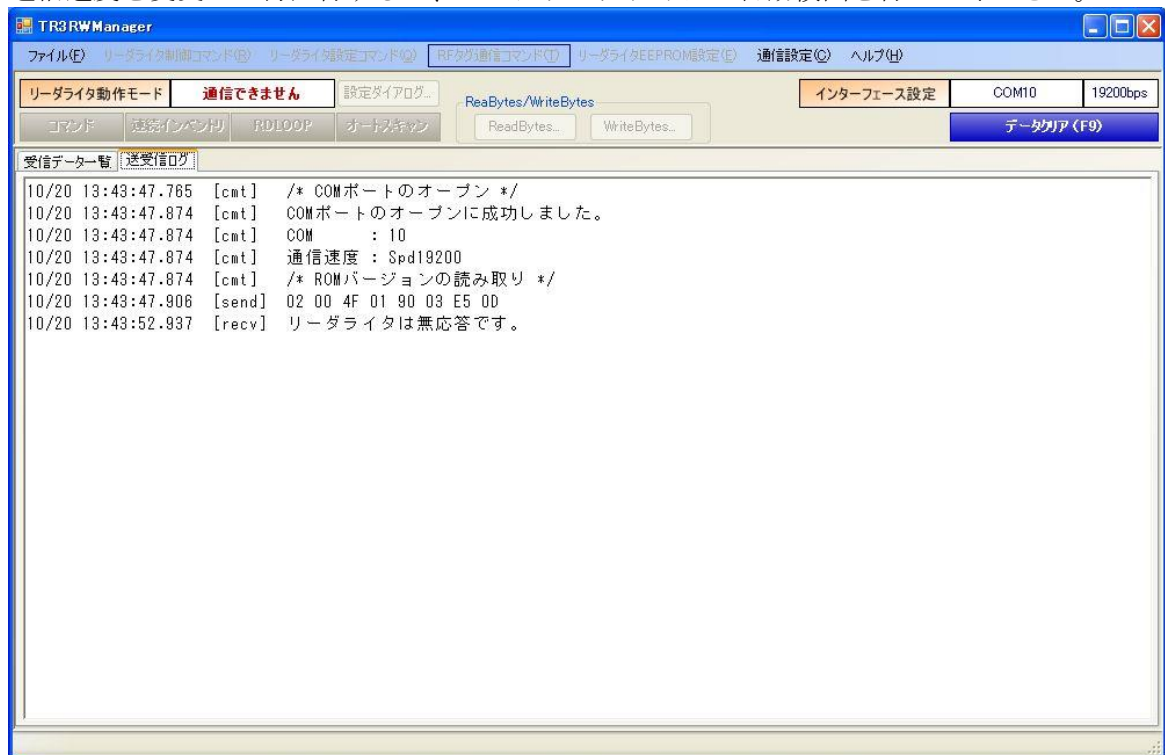 TR3RWManager
ファイル(F) リーダライタ制御コマンド(R) リーダライタ設定コマンド(Q) RFタグ通信コマンド(T) リーダライタEEPROM設定(E) 通信設定(C) ヘルプ(H)
リーダライタ動作モード 通信できません 設定ダイアログ... ReaBytes/WriteBytes インターフェース設定 COM10 19200bps
コマンド 連続インベントリ RDLOOP オートスキャン ReadBytes... WriteBytes... データクリア(F9)
受信データ一覧 送受信ログ
10/20 13:43:47.765 [cmt] /* COMポートのオープン */
10/20 13:43:47.874 [cmt] COMポートのオープンに成功しました。
10/20 13:43:47.874 [cmt] COM : 10
10/20 13:43:47.874 [cmt] 通信速度 : Spd19200
10/20 13:43:47.874 [cmt] /* ROMバージョンの読み取り */
10/20 13:43:47.906 [send] 02 00 4F 01 90 03 E5 0D
10/20 13:43:52.937 [recv] リーダライタは無応答です。